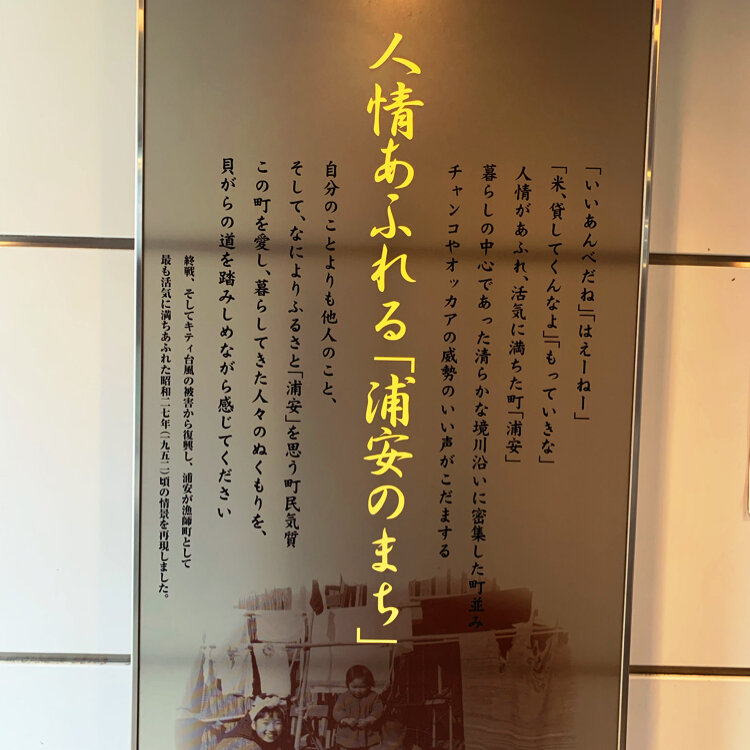 「いいあんべだね」「はえーねー」
「米、貸してくんなよ」「もっていきな」
人情があふれ、活気に満ちた町「浦安」
暮らしの中心であった清らかな境川沿いに密集した町並み
チャンコやオッカアの威勢のいい声がこだまする
人情あふれる「浦安のまち」
自分のことよりも他人のこと、
そして、なによりふるさと「浦安」を思う町民気質
この町を愛し、暮らしてきた人々のぬくもりを、
貝がらの道を踏みしめながら感じてください
終戦、そしてキティ台風の被害から復興し、浦安が漁師町として
最も活気に満ちあふれた昭和二七年(一九五二)頃の情景を再現しました。